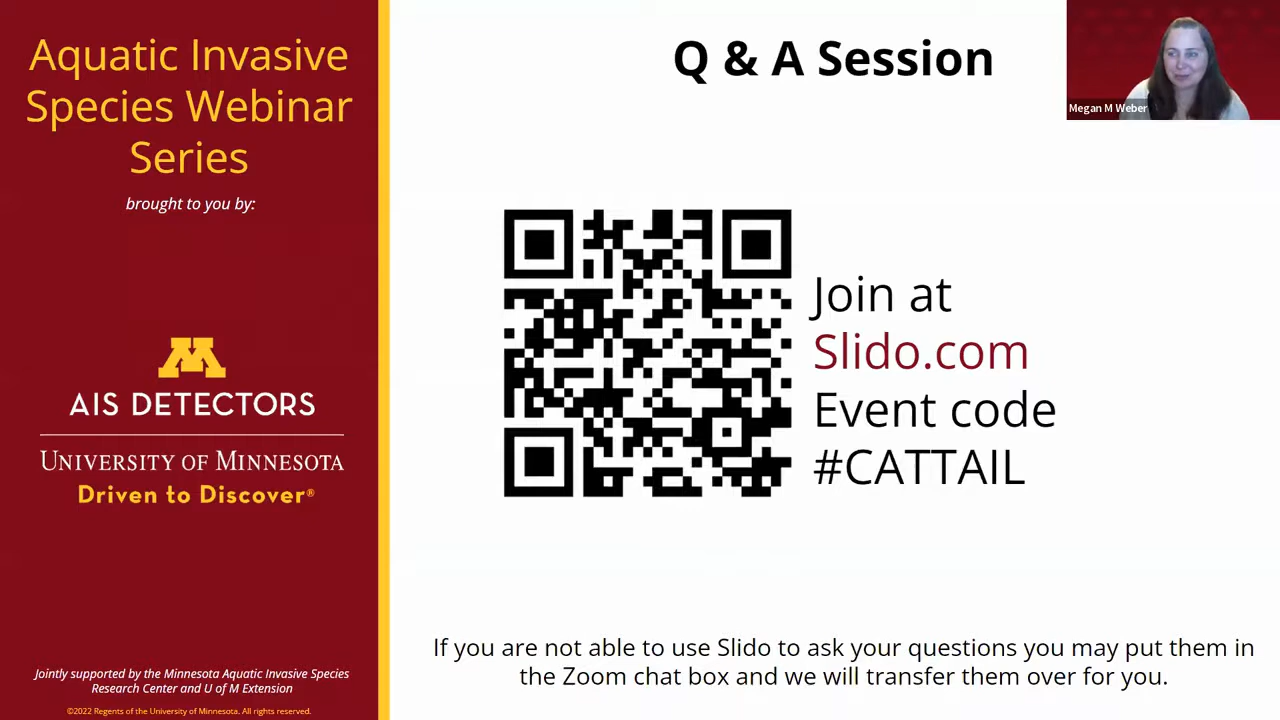 Aquatic Invasive
Species Webinar
Series
brought to you by:
M
AIS DETECTORS
UNIVERSITY OF MINNESOTA
Driven to Discover®
Jointly supported by the Minnesota Aquatic Invasive Species
Research Center and U of M Extension
©2022 Regents of the University of Minnesota. All rights reserved.
Q & A Session
Megan M Weber
Join at
Slido.com
Event code
#CATTAIL
If you are not able to use Slido to ask your questions you may put them in
the Zoom chat box and we will transfer them over for you.